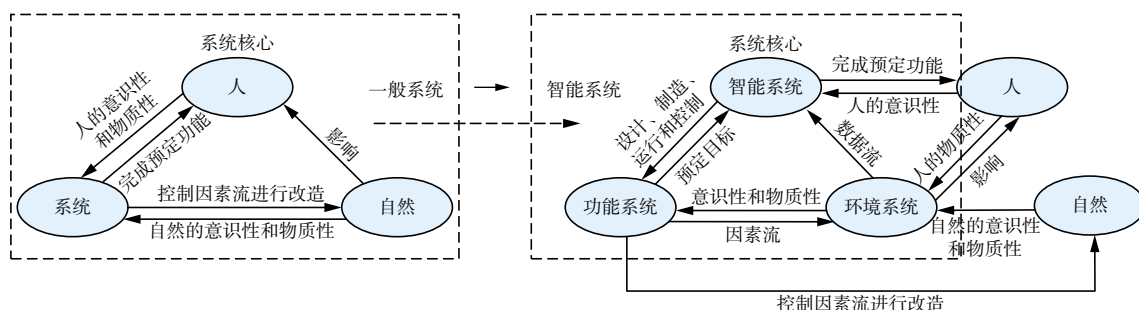 系统核心
人
人的意识性
和物质性
完成预定功能
影响
系统
控制因素流进行改造
自然的意识性和物质性
自然
一般系统
智能系统
系统核心
智能系统
完成预定功能
人的意识性
人
设计、制造、
运行和控制
预定目标
数据流
人的物质性
影响
功能系统
意识性和物质性
因素流
环境系统
自然的意识性
和物质性
自然
控制因素流进行改造